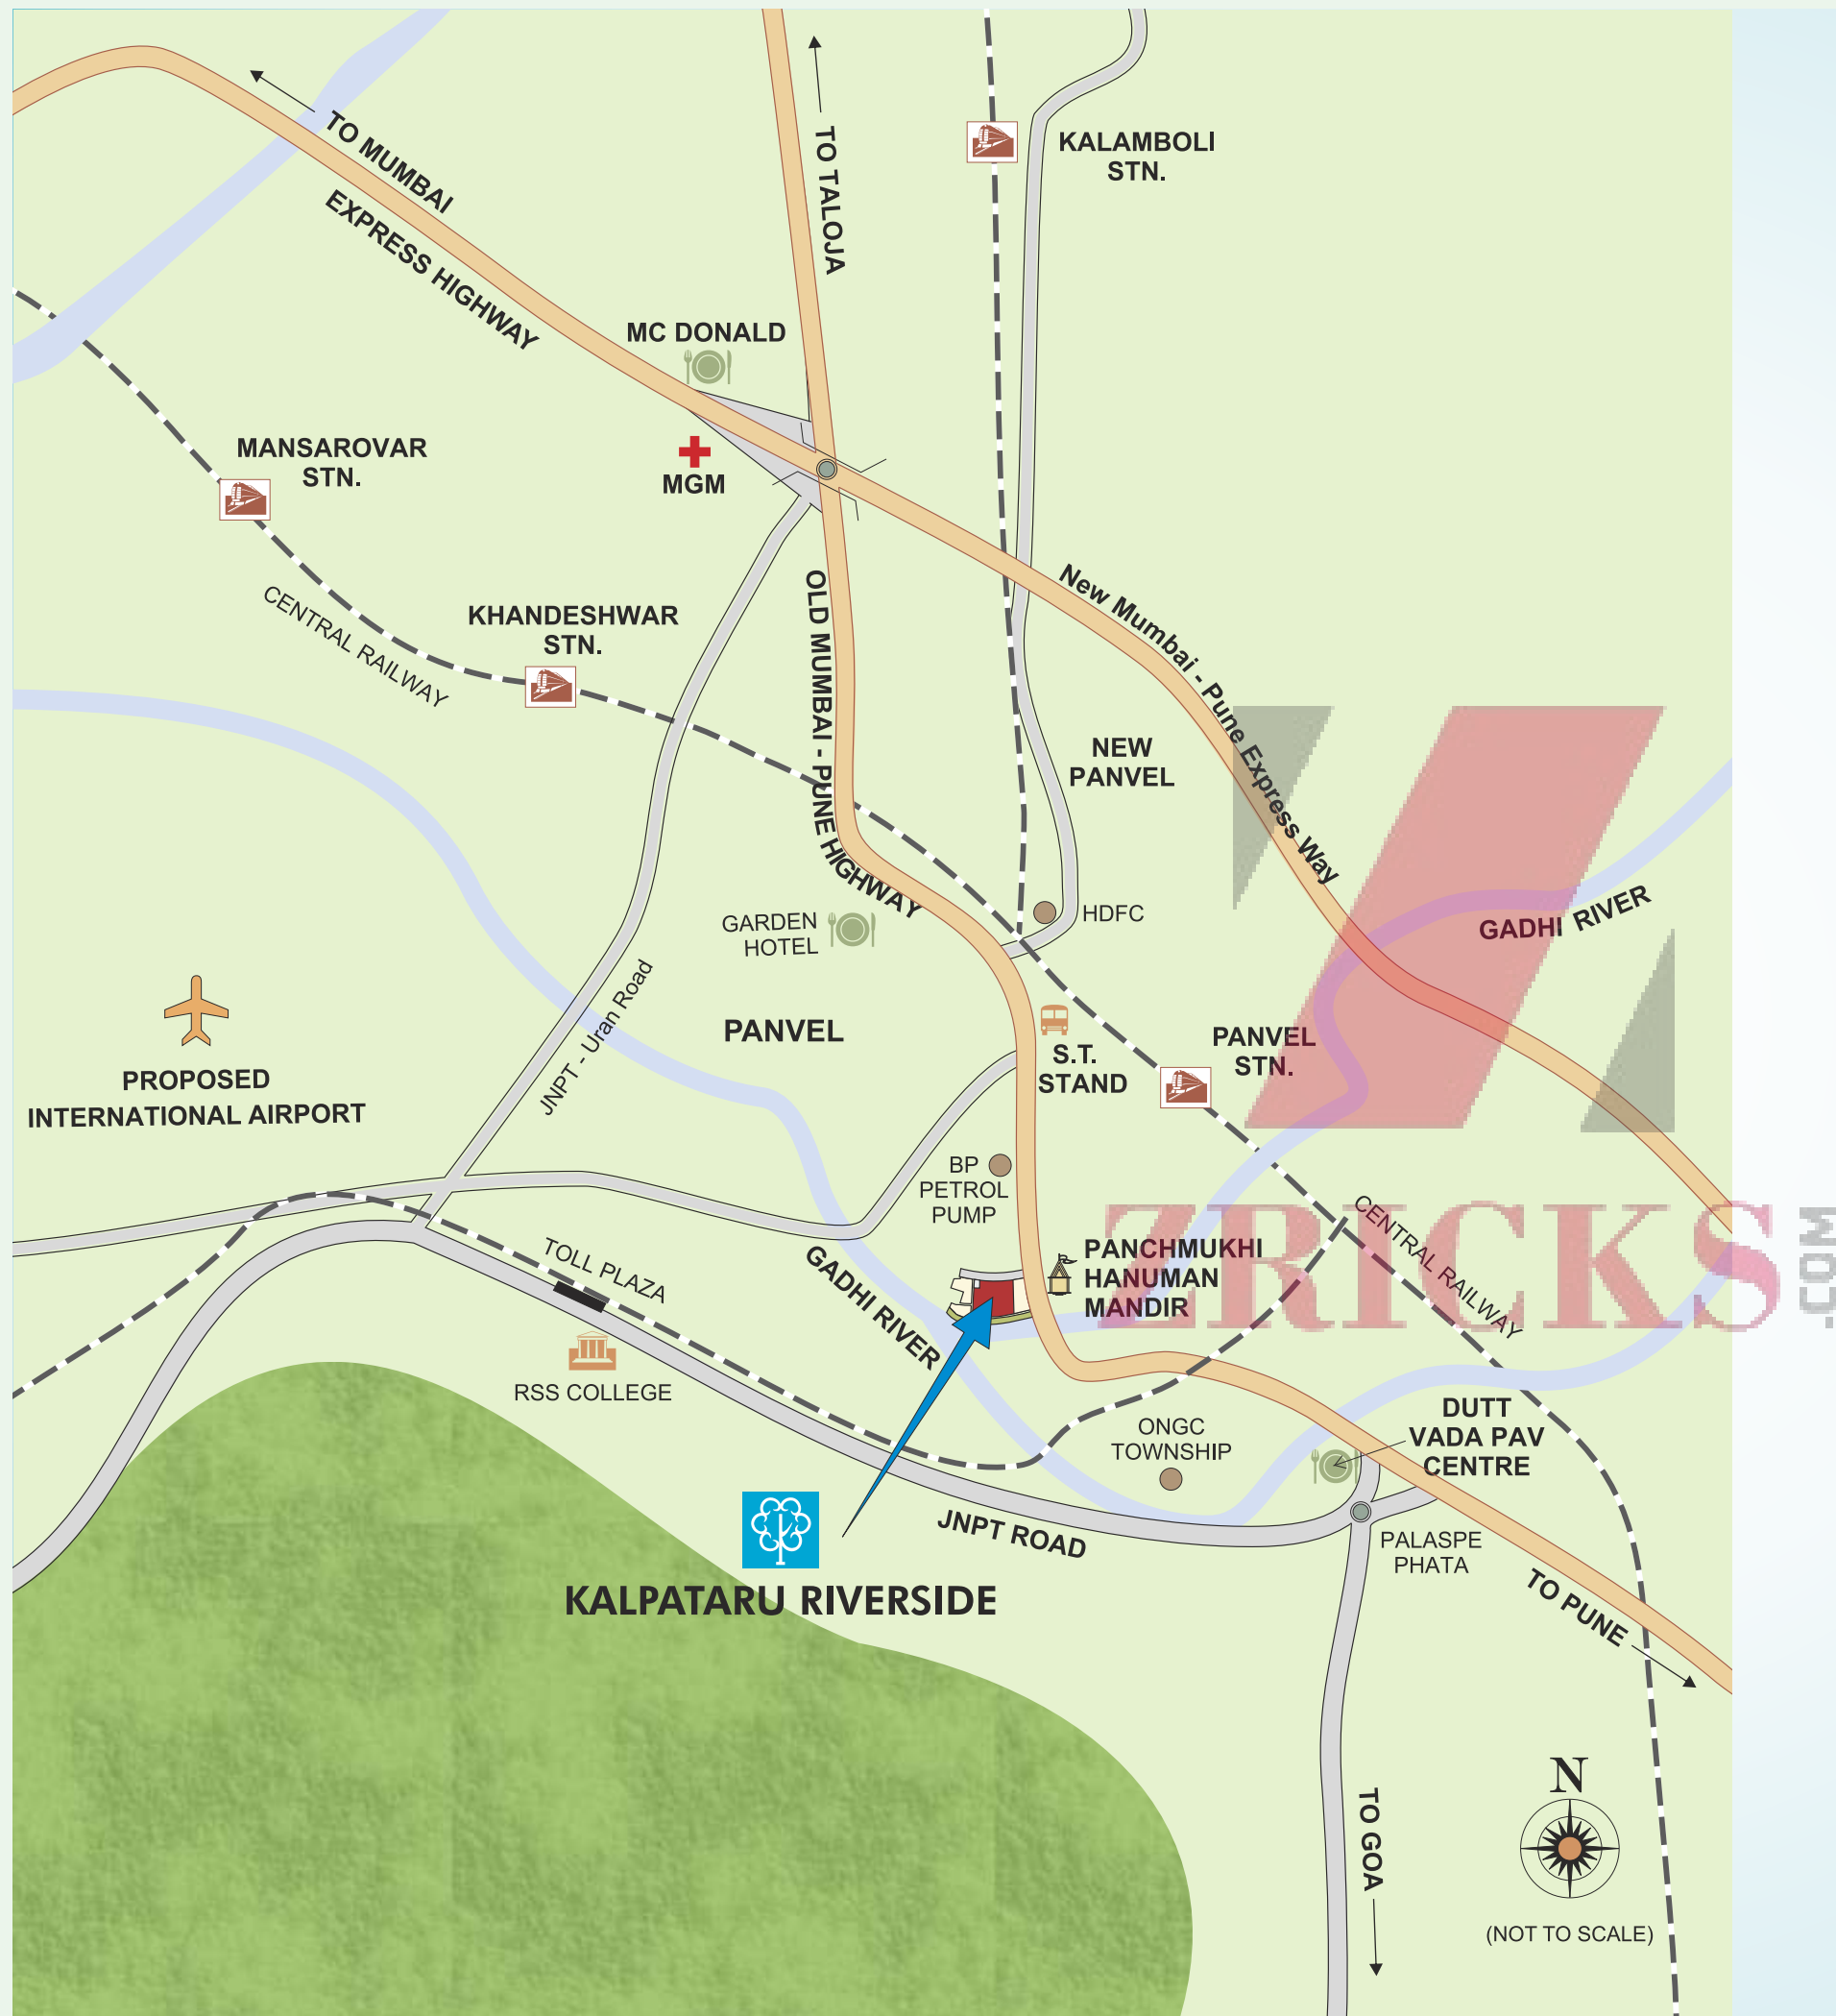 TO MUMBAI
EXPRESS HIGHWAY
TO TALOJA
KALAMBOLI
STN.
MC DONALD
MGM
MANSAROVAR
STN.
CENTRAL RAILWAY
KHANDESHWAR
STN.
OLD MUMBAI - PUNE HIGHWAY
New Mumbai - Pune Express Way
NEW
PANVEL
HDFC
GARDEN
HOTEL
GADHI RIVER
JNPT - Uran Road
PANVEL
S.T.
STAND
PANVEL
STN.
PROPOSED
INTERNATIONAL AIRPORT
BP
PETROL
PUMP
TOLL PLAZA
GADHI RIVER
PANCHMUKHI
HANUMAN
MANDIR
CENTRAL RAILWAY
ZRICKS
.COM
RSS COLLEGE
ONGC
TOWNSHIP
DUTT
VADA PAV
CENTRE
JNPT ROAD
PALASPE
PHATA
KALPATARU RIVERSIDE
TO PUNE
TO GOA
N
(NOT TO SCALE)